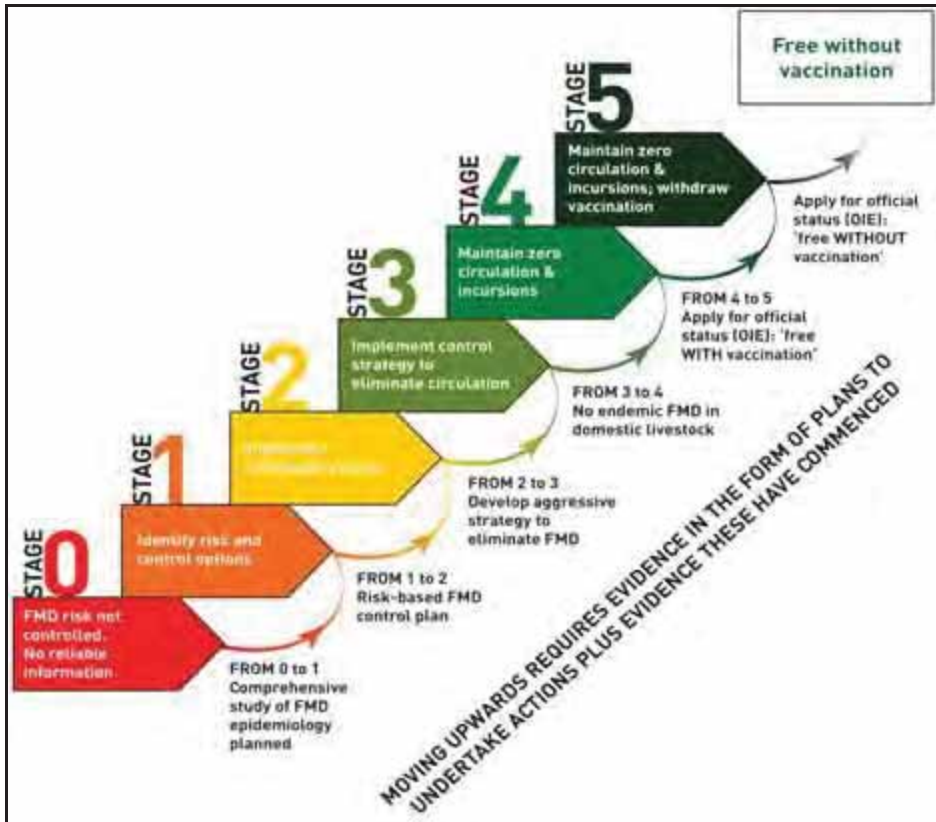 Free without
vaccination
STAGE 5
Maintain zero
circulation &
incursions; withdraw
vaccination
Apply for official
status (OIE):
'free WITHOUT
vaccination'
STAGE 4
Maintain zero
circulation &
incursions
FROM 4 to 5
Apply for official
status (OIE): 'free
WITH vaccination'
STAGE 3
Implement control
strategy to
eliminate circulation
FROM 3 to 4
No endemic FMD in
domestic livestock
STAGE 2
FROM 2 to 3
Develop aggressive
strategy to
eliminate FMD
STAGE 1
Identify risk and
control options
FROM 1 to 2
Risk-based FMD
control plan
STAGE 0
FMD risk not
controlled.
No reliable
information
FROM 0 to 1
Comprehensive
study of FMD
epidemiology
planned
MOVING UPWARDS REQUIRES EVIDENCE IN THE FORM OF PLANS TO
UNDERTAKE ACTIONS PLUS EVIDENCE THESE HAVE COMMENCED